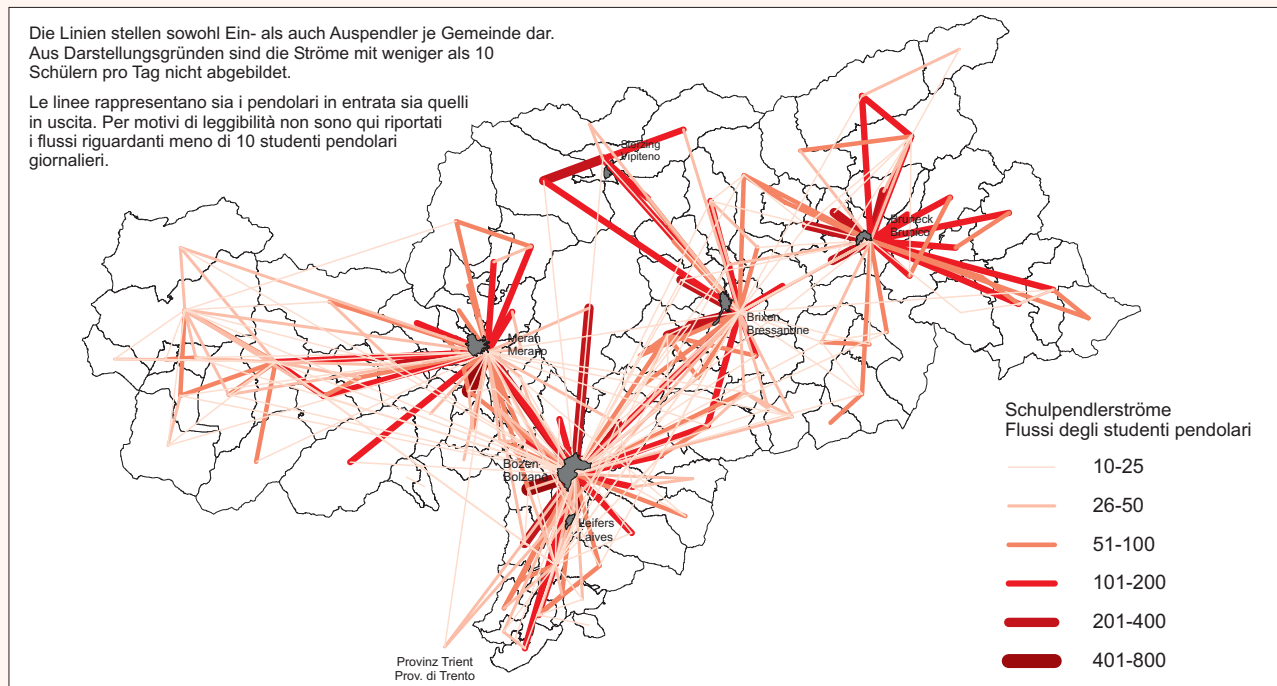 Die Linien stellen sowohl Ein- als auch Auspendler je Gemeinde dar.
Aus Darstellungsgründen sind die Ströme mit weniger als 10
Schülern pro Tag nicht abgebildet.
Le linee rappresentano sia i pendolari in entrata sia quelli
in uscita. Per motivi di leggibilità non sono qui riportati
i flussi riguardanti meno di 10 studenti pendolari
giornalieri.
Sterzing
Vipiteno
Bruneck
Brunico
Brixen
Bressanone
Meran
Merano
Bozen
Bolzano
Leifers
Laives
Provinz Trient
Prov. di Trento
Schulpendlerströme
Flussi degli studenti pendolari
10-25
26-50
51-100
101-200
201-400
401-800